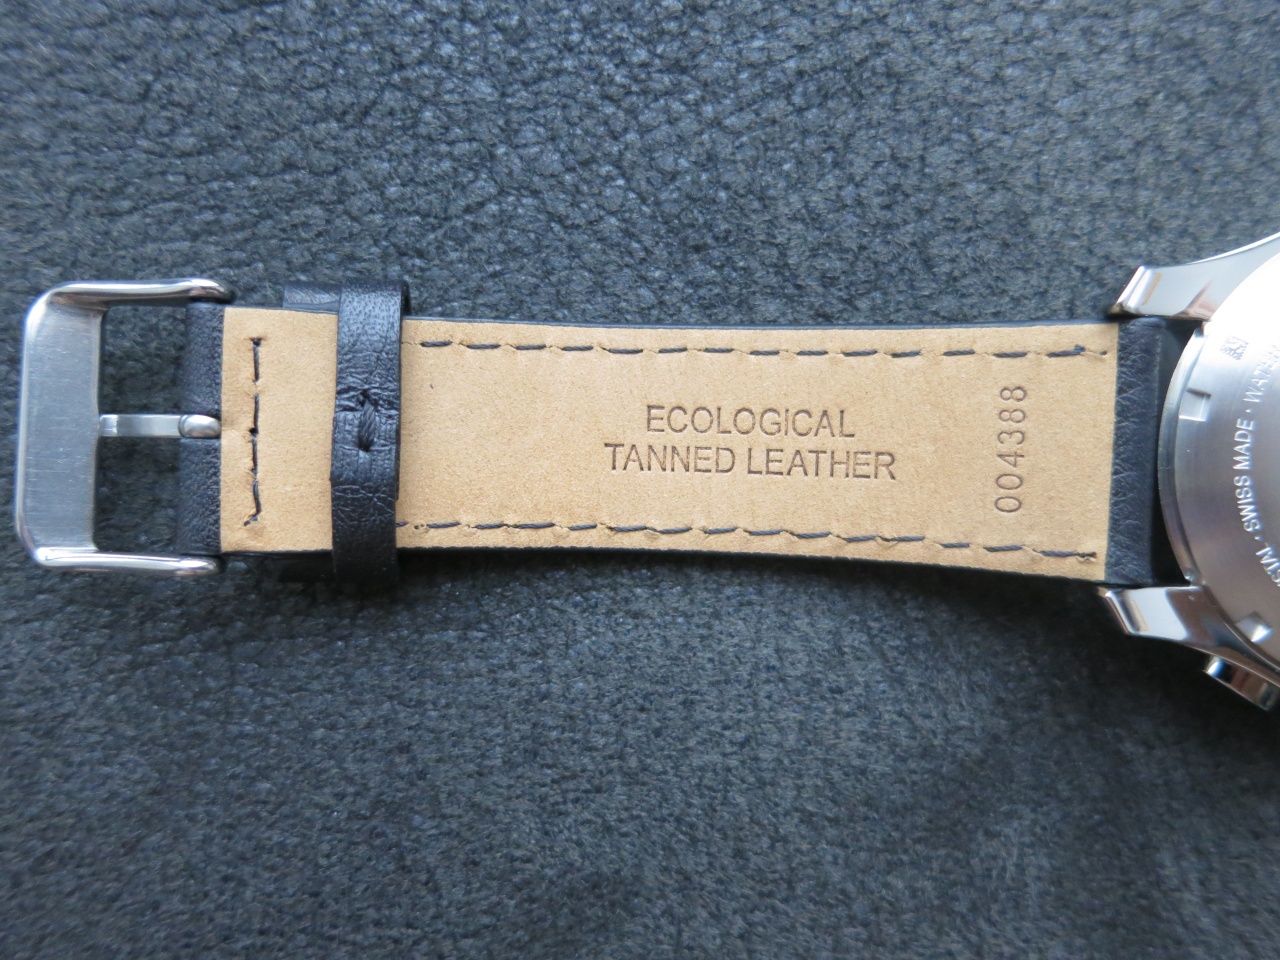 ECOLOGICAL
TANNED LEATHER
004388
SWISS MADE